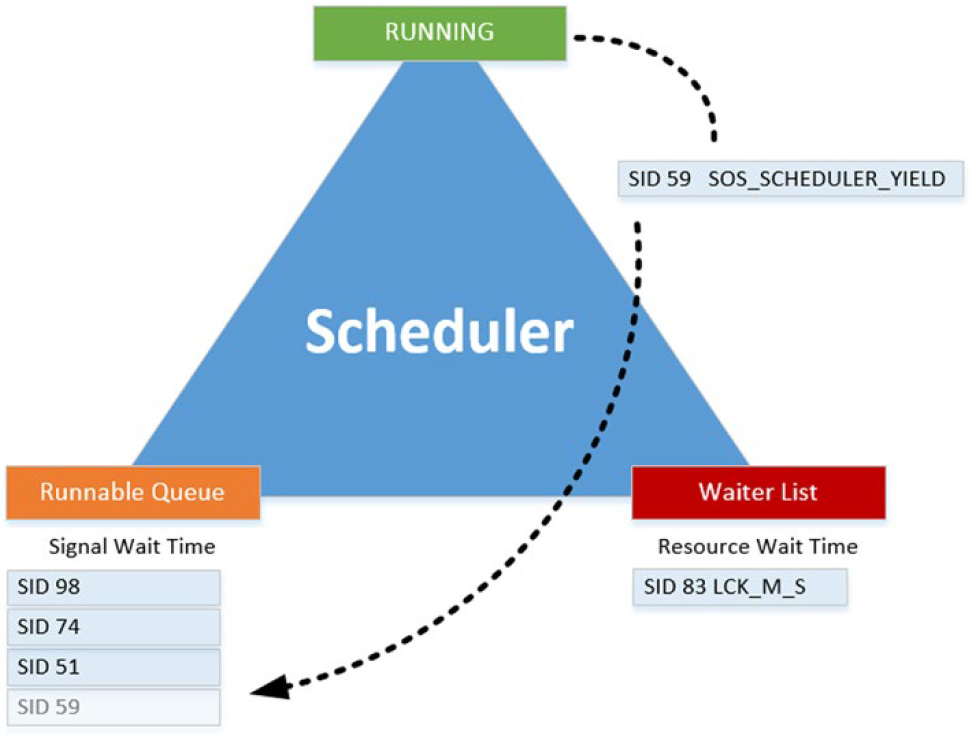 RUNNING
SID 59 SOS_SCHEDULER_YIELD
Scheduler
Runnable Queue
Signal Wait Time
SID 98
SID 74
SID 51
SID 59
Waiter List
Resource Wait Time
SID 83 LCK_M_S